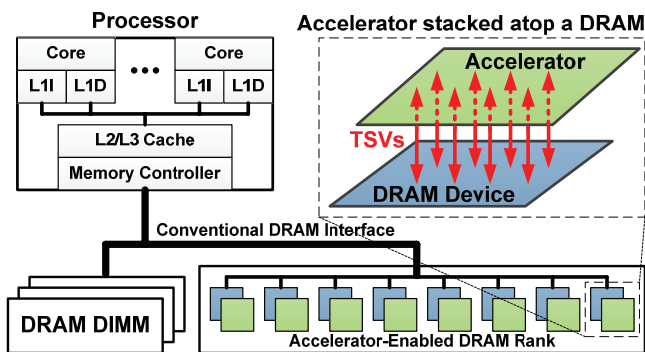 Processor
Core
Core
L1I
L1D
•••
L1I
L1D
L2/L3 Cache
Memory Controller
Accelerator stacked atop a DRAM
Accelerator
TSVs
DRAM Device
Conventional DRAM Interface
DRAM DIMM
Accelerator-Enabled DRAM Rank